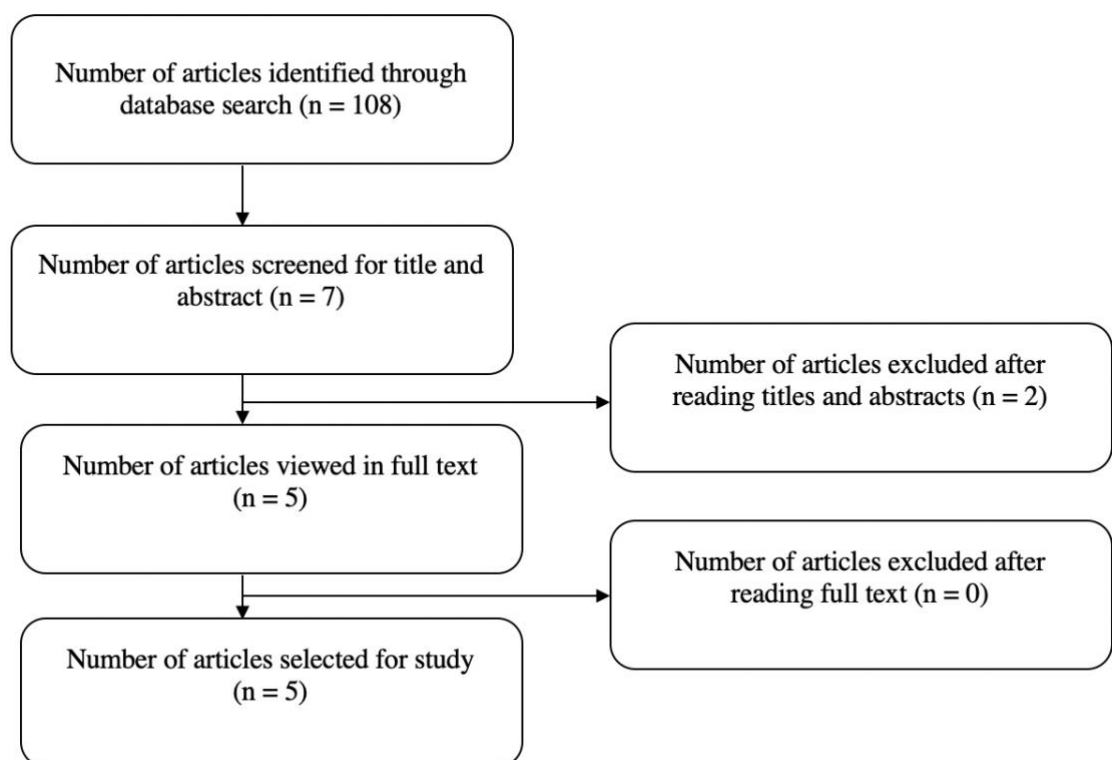 Number of articles identified through
database search (n = 108)
Number of articles screened for title and
abstract (n = 7)
Number of articles excluded after
reading titles and abstracts (n = 2)
Number of articles viewed in full text
(n = 5)
Number of articles excluded after
reading full text (n = 0)
Number of articles selected for study
(n = 5)